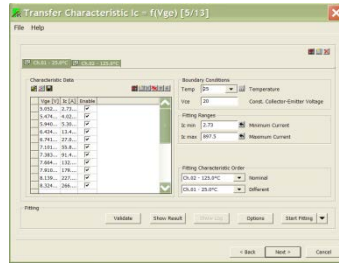 Transfer Characteristic Ic = f(Vge) [5/13]
File Help
Ch.01 - 25.0°C Ch.02 - 125.0°C
Characteristic Data
Vge [V] Ic [A] Enable
5.052... 2.73...
5.474... 4.02...
5.940... 5.30...
6.434... 13.4...
6.791... 27.0...
7.101... 55.8...
7.383... 91.4...
7.604... 132....
7.910... 179....
8.139... 227....
8.324... 266....
Boundary Conditions
Temp 25 Temperature
Vce 20 Const. Collector-Emitter Voltage
Fitting Ranges
Ic min 2.73 Minimum Current
Ic max 897.5 Maximum Current
Fitting Characteristic Order
Ch.02 - 125.0°C Nominal
Ch.01 - 25.0°C Different
Fitting
Validate Show Result Show Log Options Start Fitting
< Back Next > Cancel